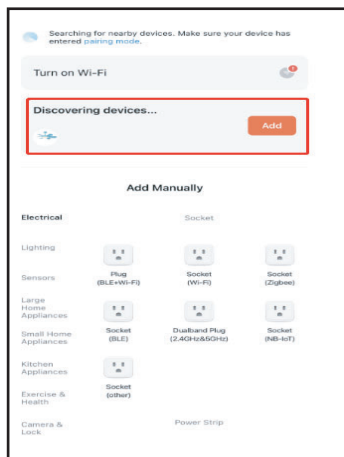 Searching for nearby devices. Make sure your device has
entered pairing mode.
Turn on Wi-Fi
Discovering devices...
Add
Add Manually
Electrical
Socket
Lighting
Sensors
Large
Home
Appliances
Small Home
Appliances
Kitchen
Appliances
Exercise &
Health
Camera &
Lock
Plug
(BLE+Wi-Fi)
Socket
(Wi-Fi)
Socket
(Zigbee)
Socket
(BLE)
Dualband Plug
(2.4GHz&5GHz)
Socket
(NB-IoT)
Socket
(other)
Power Strip